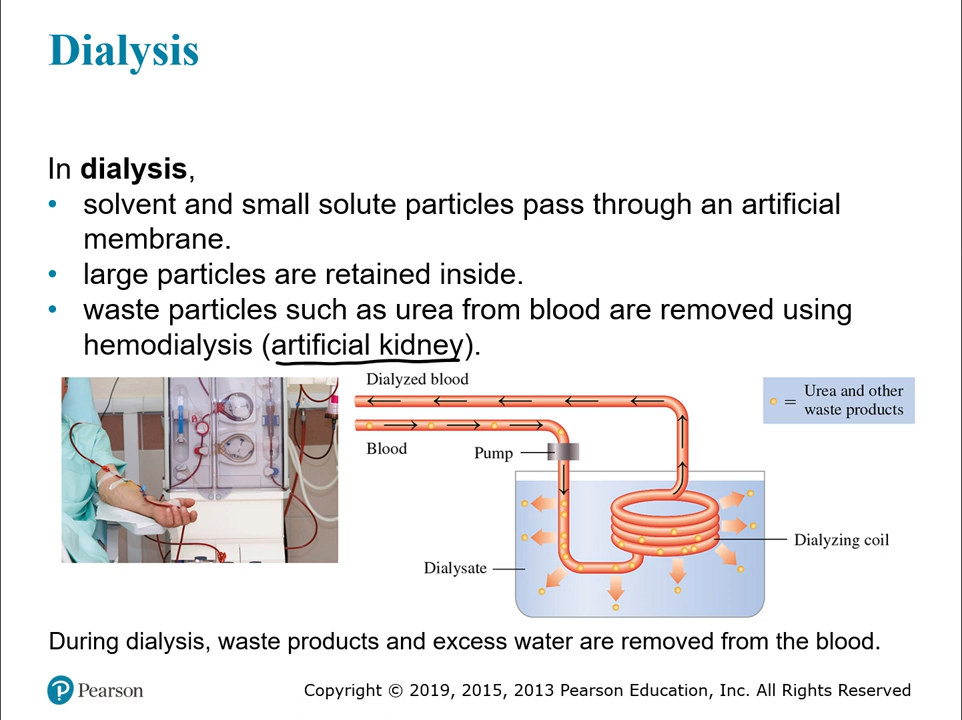 Dialysis
In dialysis,
• solvent and small solute particles pass through an artificial
membrane.
• large particles are retained inside.
• waste particles such as urea from blood are removed using
hemodialysis (artificial kidney).
Dialyzed blood
= Urea and other
waste products
Blood
Pump
Dialyzing coil
Dialysate
During dialysis, waste products and excess water are removed from the blood.
P Pearson
Copyright © 2019, 2015, 2013 Pearson Education, Inc. All Rights Reserved